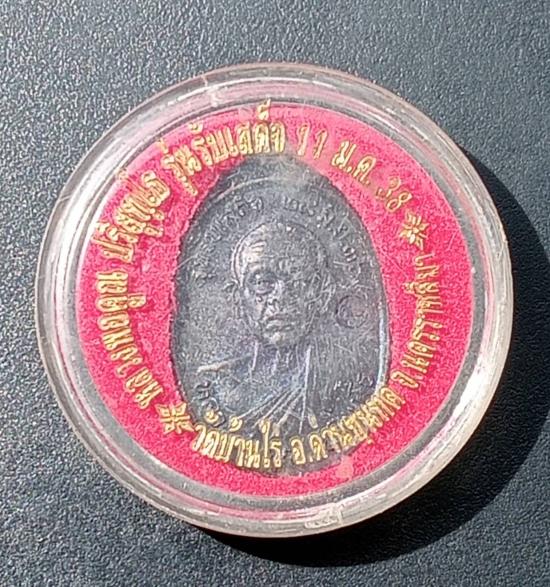 หลวงพ่อคูณ ปริสุทฺโธ รุ่นรับเสด็จ ๑๑ ม.ค. ๓๘
วัดบ้านไร่ อ.ด่านขุนทด จ.นครราชสีมา